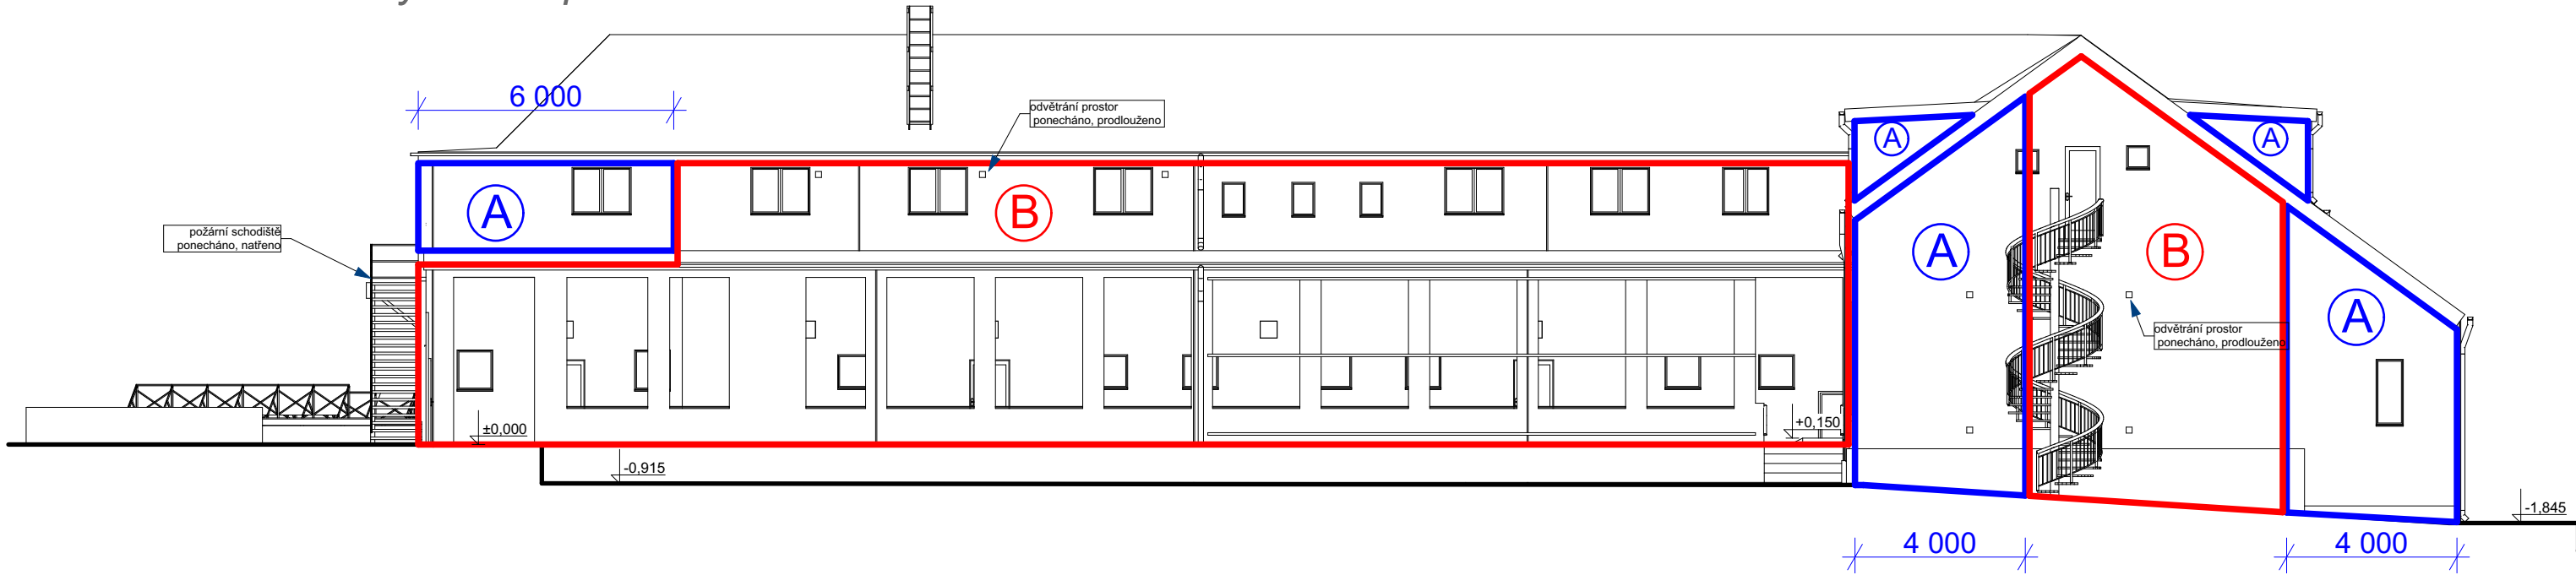 6 000
odvětrání prostor
ponecháno, prodlouženo
A
A
A
B
požární schodiště
ponecháno, natřeno
A
B
A
odvětrání prostor
ponecháno, prodlouženo
±0,000
+0,150
-0,915
-1,845
4 000
4 000